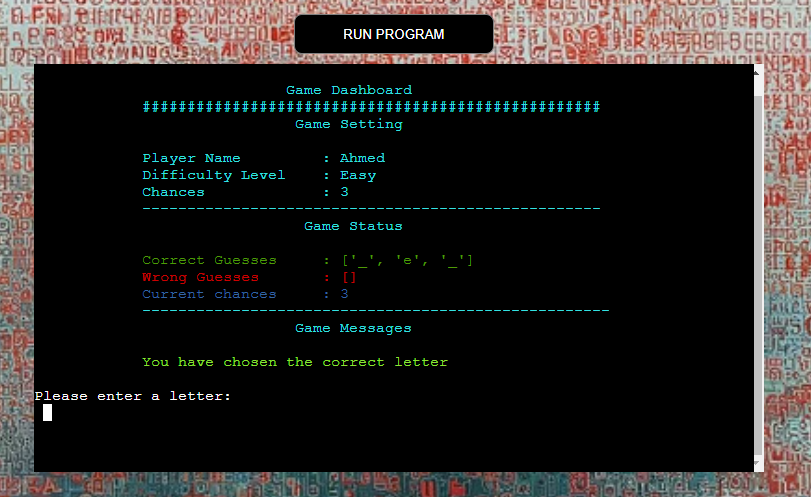 RUN PROGRAM
Game Dashboard
###################################################
Game Setting
Player Name : Ahmed
Difficulty Level : Easy
Chances : 3
---------------------------------------------------
Game Status
Correct Guesses : ['_', 'e', '_']
Wrong Guesses : []
Current chances : 3
----------------------------------------------------
Game Messages
You have chosen the correct letter
Please enter a letter: